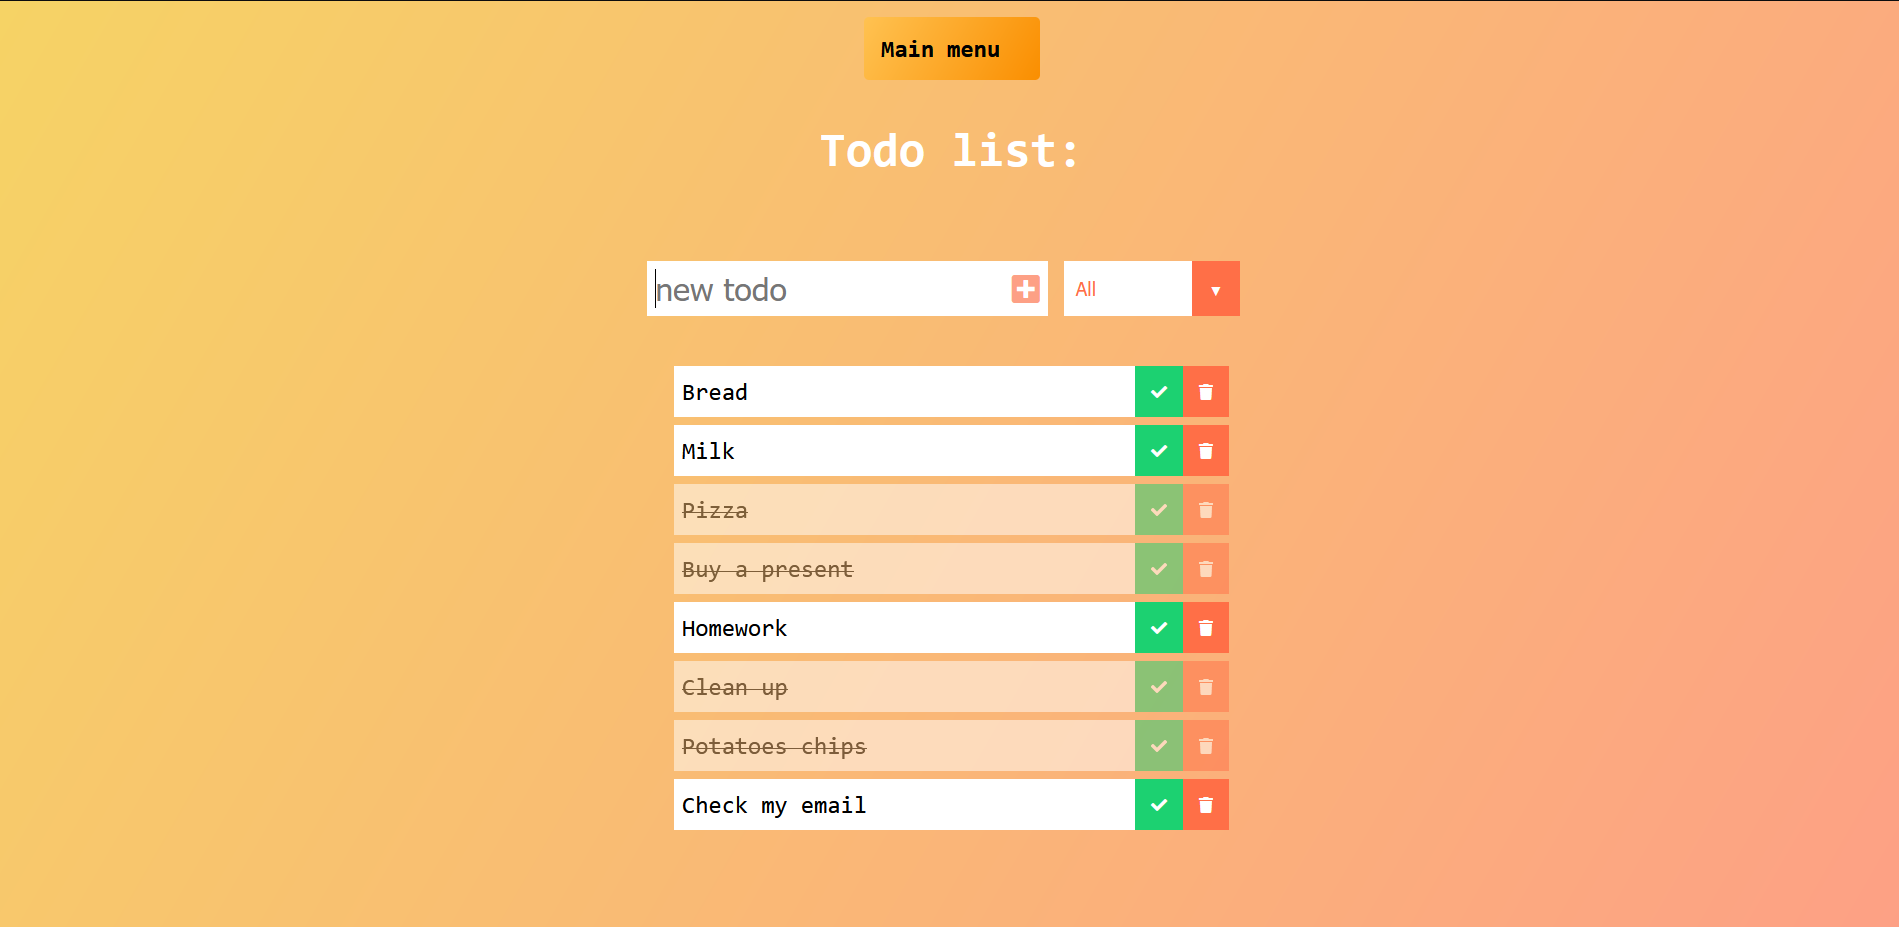 Main menu
Todo list:
new todo
All
Bread
Milk
Pizza
Buy a present
Homework
Clean up
Potatoes chips
Check my email